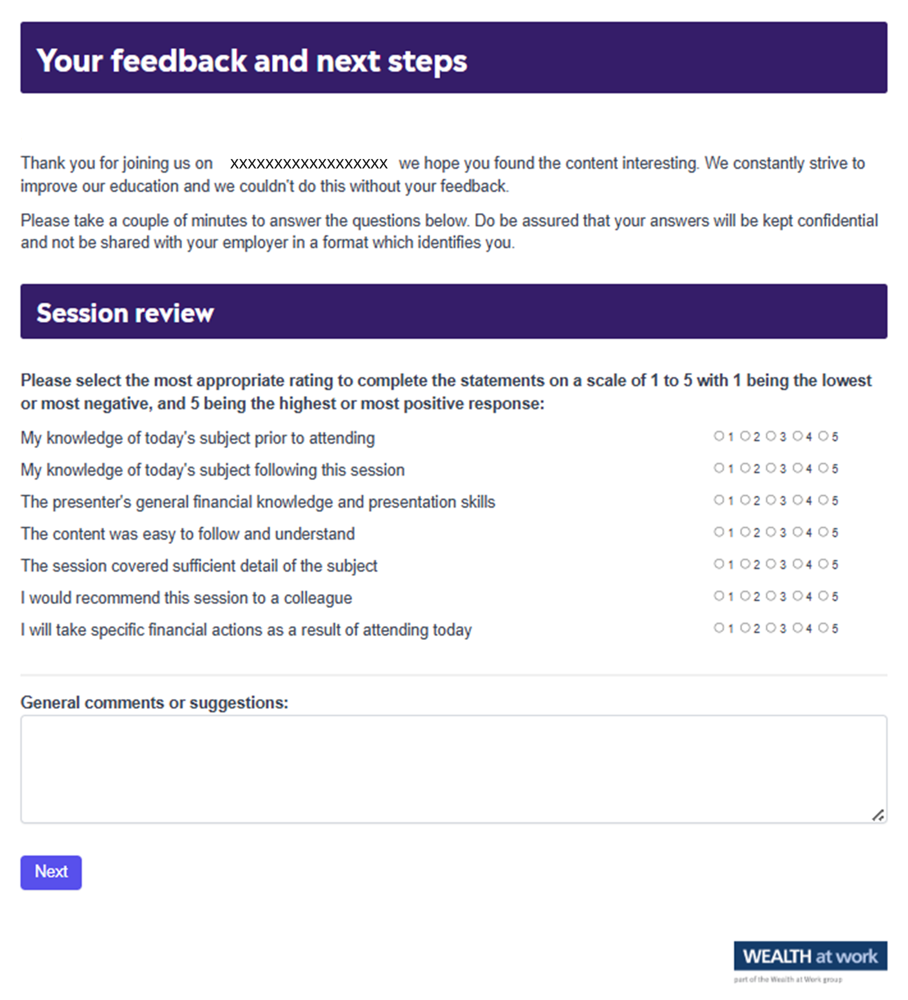 Your feedback and next steps
Thank you for joining us on xxxxxxxxxxxxxxxxxx we hope you found the content interesting. We constantly strive to
improve our education and we couldn't do this without your feedback.
Please take a couple of minutes to answer the questions below. Do be assured that your answers will be kept confidential
and not be shared with your employer in a format which identifies you.
Session review
Please select the most appropriate rating to complete the statements on a scale of 1 to 5 with 1 being the lowest
or most negative, and 5 being the highest or most positive response:
My knowledge of today's subject prior to attending 1 2 3 4 5
My knowledge of today's subject following this session 1 2 3 4 5
The presenter's general financial knowledge and presentation skills 1 2 3 4 5
The content was easy to follow and understand 1 2 3 4 5
The session covered sufficient detail of the subject 1 2 3 4 5
I would recommend this session to a colleague 1 2 3 4 5
I will take specific financial actions as a result of attending today 1 2 3 4 5
General comments or suggestions:
Next
WEALTH at work
part of the Wealth at Work group